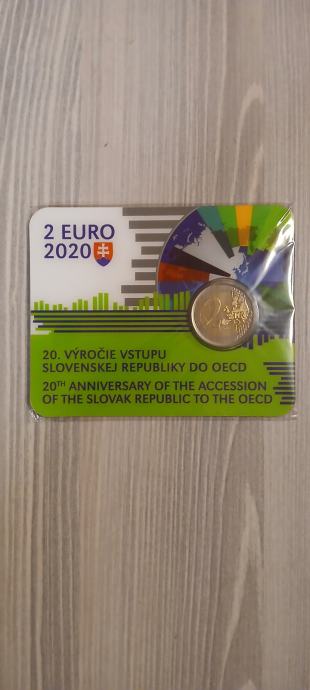 2 EURO
2020
20. VÝROČIE VSTUPU
SLOVENSKEJ REPUBLIKY DO OECD
20TH ANNIVERSARY OF THE ACCESSION
OF THE SLOVAK REPUBLIC TO THE OECD